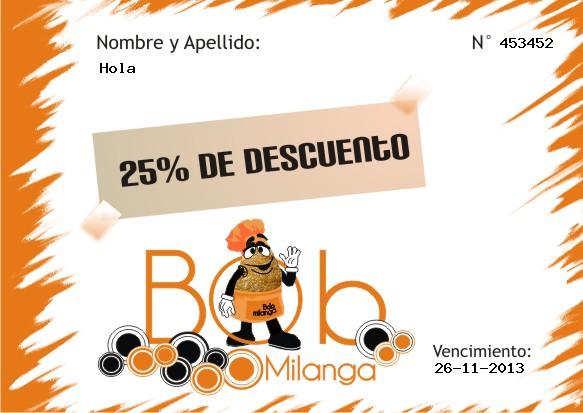 Nombre y Apellido:
N° 453452
Hola
25% DE DESCUENTO
Bob
Bob
milanga
Milanga
Vencimiento:
26-11-2013